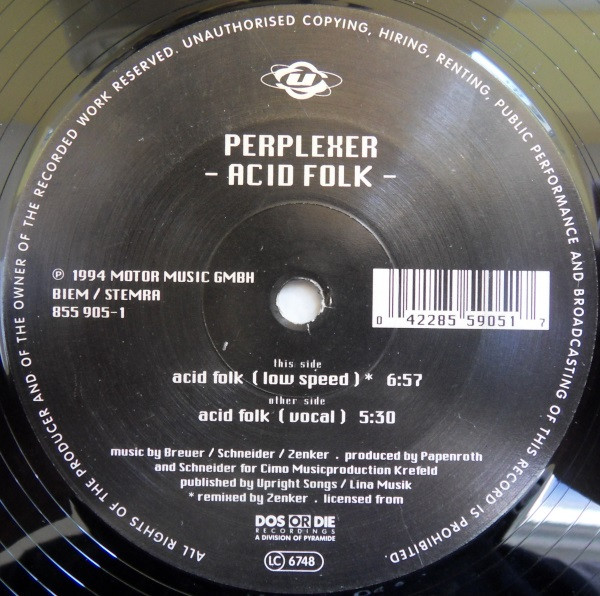 ALL RIGHTS OF THE PRODUCER AND OF THE OWNER OF THE RECORDED WORK RESERVED. UNAUTHORISED COPYING, HIRING, RENTING, PUBLIC PERFORMANCE AND BROADCASTING OF THIS RECORD IS PROHIBITED.
U
PERPLEXER
- ACID FOLK -
℗ 1994 MOTOR MUSIC GMBH
BIEM / STEMRA
855 905-1
0 42285 59051 7
this side
acid folk (low speed)* 6:57
other side
acid folk (vocal) 5:30
music by Breuer / Schneider / Zenker . produced by Papenroth
and Schneider for Cimo Musicproduction Krefeld
published by Upright Songs / Lina Musik
* remixed by Zenker . licensed from
DOS OR DIE
RECORDINGS
A DIVISION OF PYRAMIDE
LC 6748